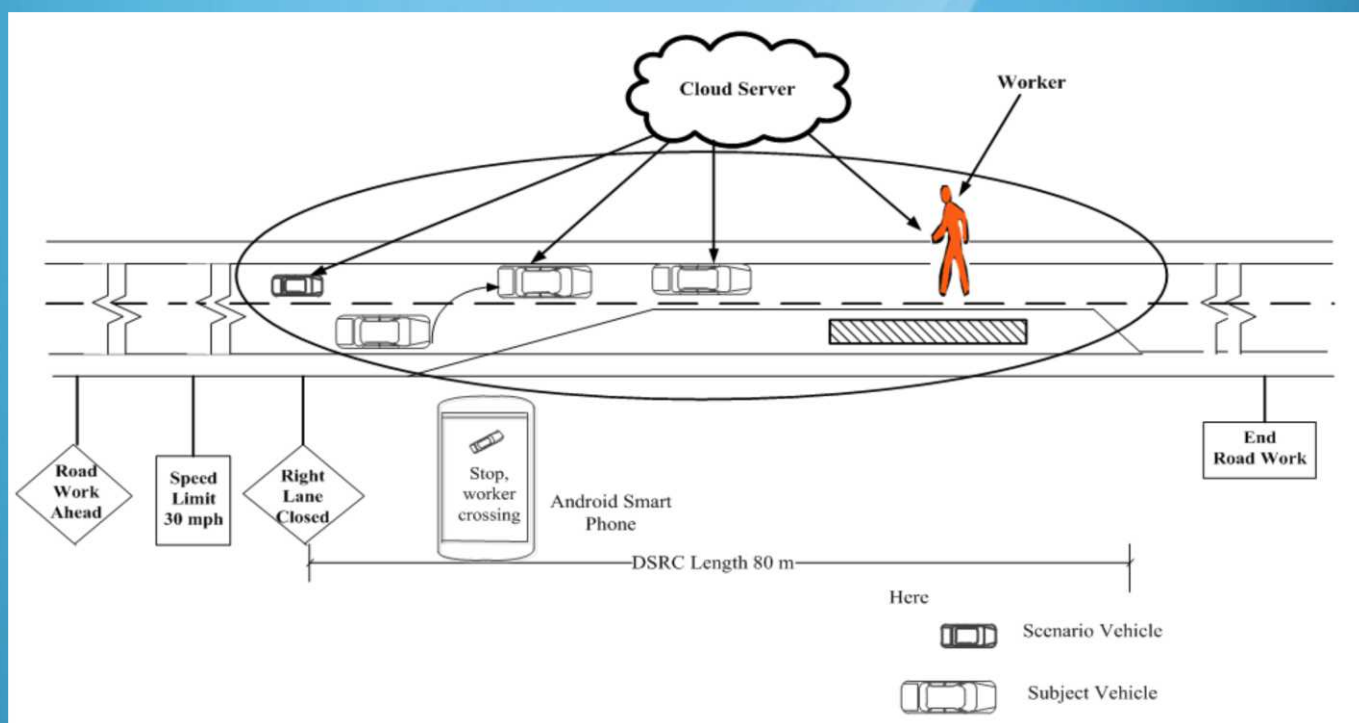 Cloud Server
Worker
Road
Work
Ahead
Speed
Limit
30 mph
Right
Lane
Closed
Stop,
worker
crossing
Android Smart
Phone
End
Road Work
DSRC Length 80 m
Here
Scenario Vehicle
Subject Vehicle